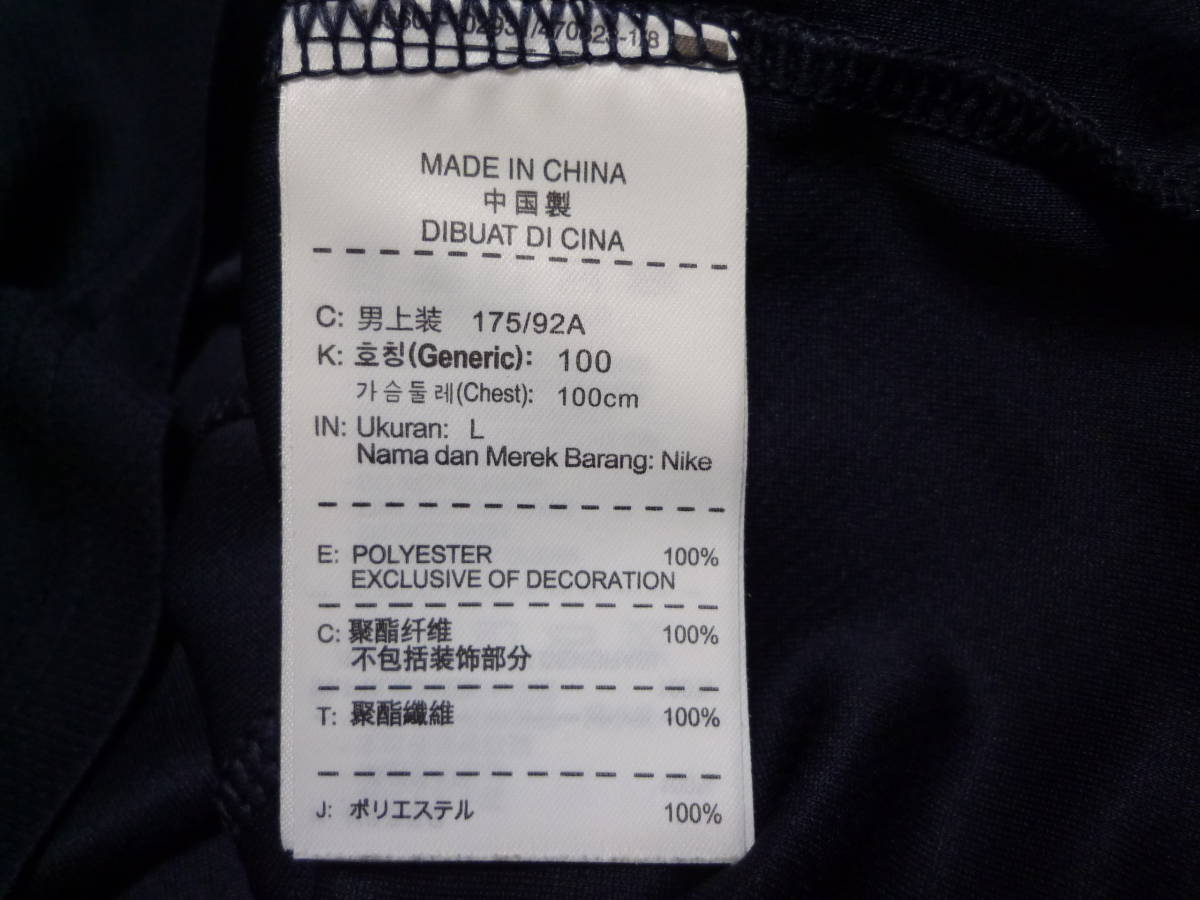 MADE IN CHINA
中国製
DIBUAT DI CINA
C: 男上装 175/92A
K: 호칭(Generic): 100
가슴둘레(Chest): 100cm
IN: Ukuran: L
Nama dan Merek Barang: Nike
E: POLYESTER 100%
EXCLUSIVE OF DECORATION
C: 聚酯纤维 100%
不包括装饰部分
T: 聚酯纖維 100%
J: ポリエステル 100%